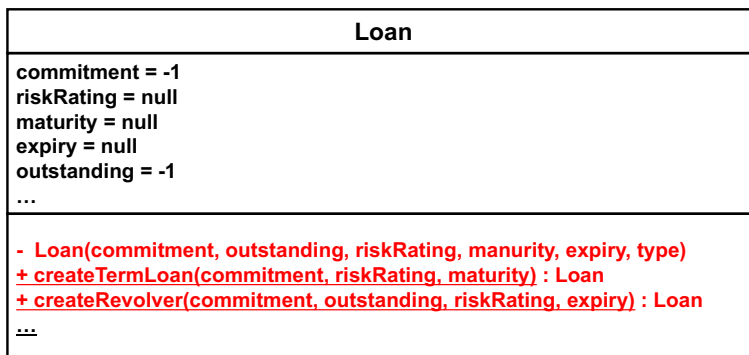 Loan
commitment = -1
riskRating = null
maturity = null
expiry = null
outstanding = -1
…
- Loan(commitment, outstanding, riskRating, manurity, expiry, type)
+ createTermLoan(commitment, riskRating, maturity) : Loan
+ createRevolver(commitment, outstanding, riskRating, expiry) : Loan
…